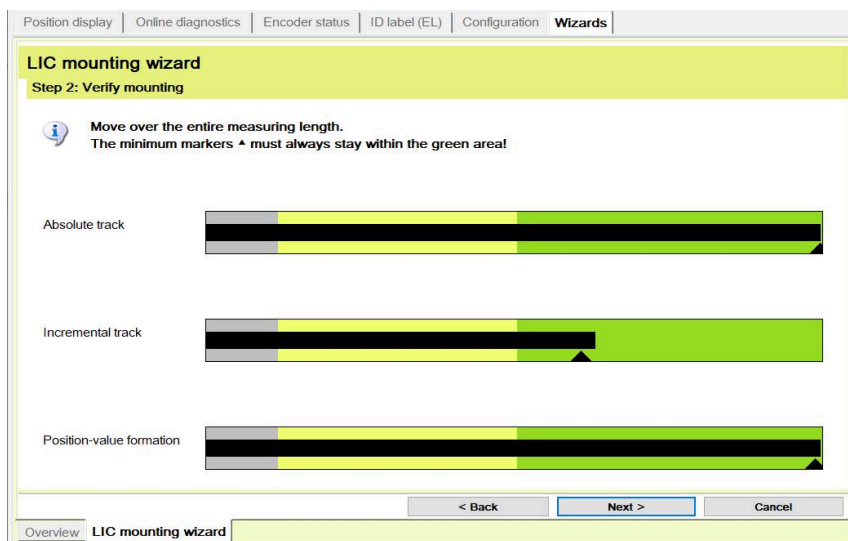 Position display Online diagnostics Encoder status ID label (EL) Configuration Wizards
LIC mounting wizard
Step 2: Verify mounting
Move over the entire measuring length.
The minimum markers ▲ must always stay within the green area!
Absolute track
Incremental track
Position-value formation
< Back Next > Cancel
Overview LIC mounting wizard